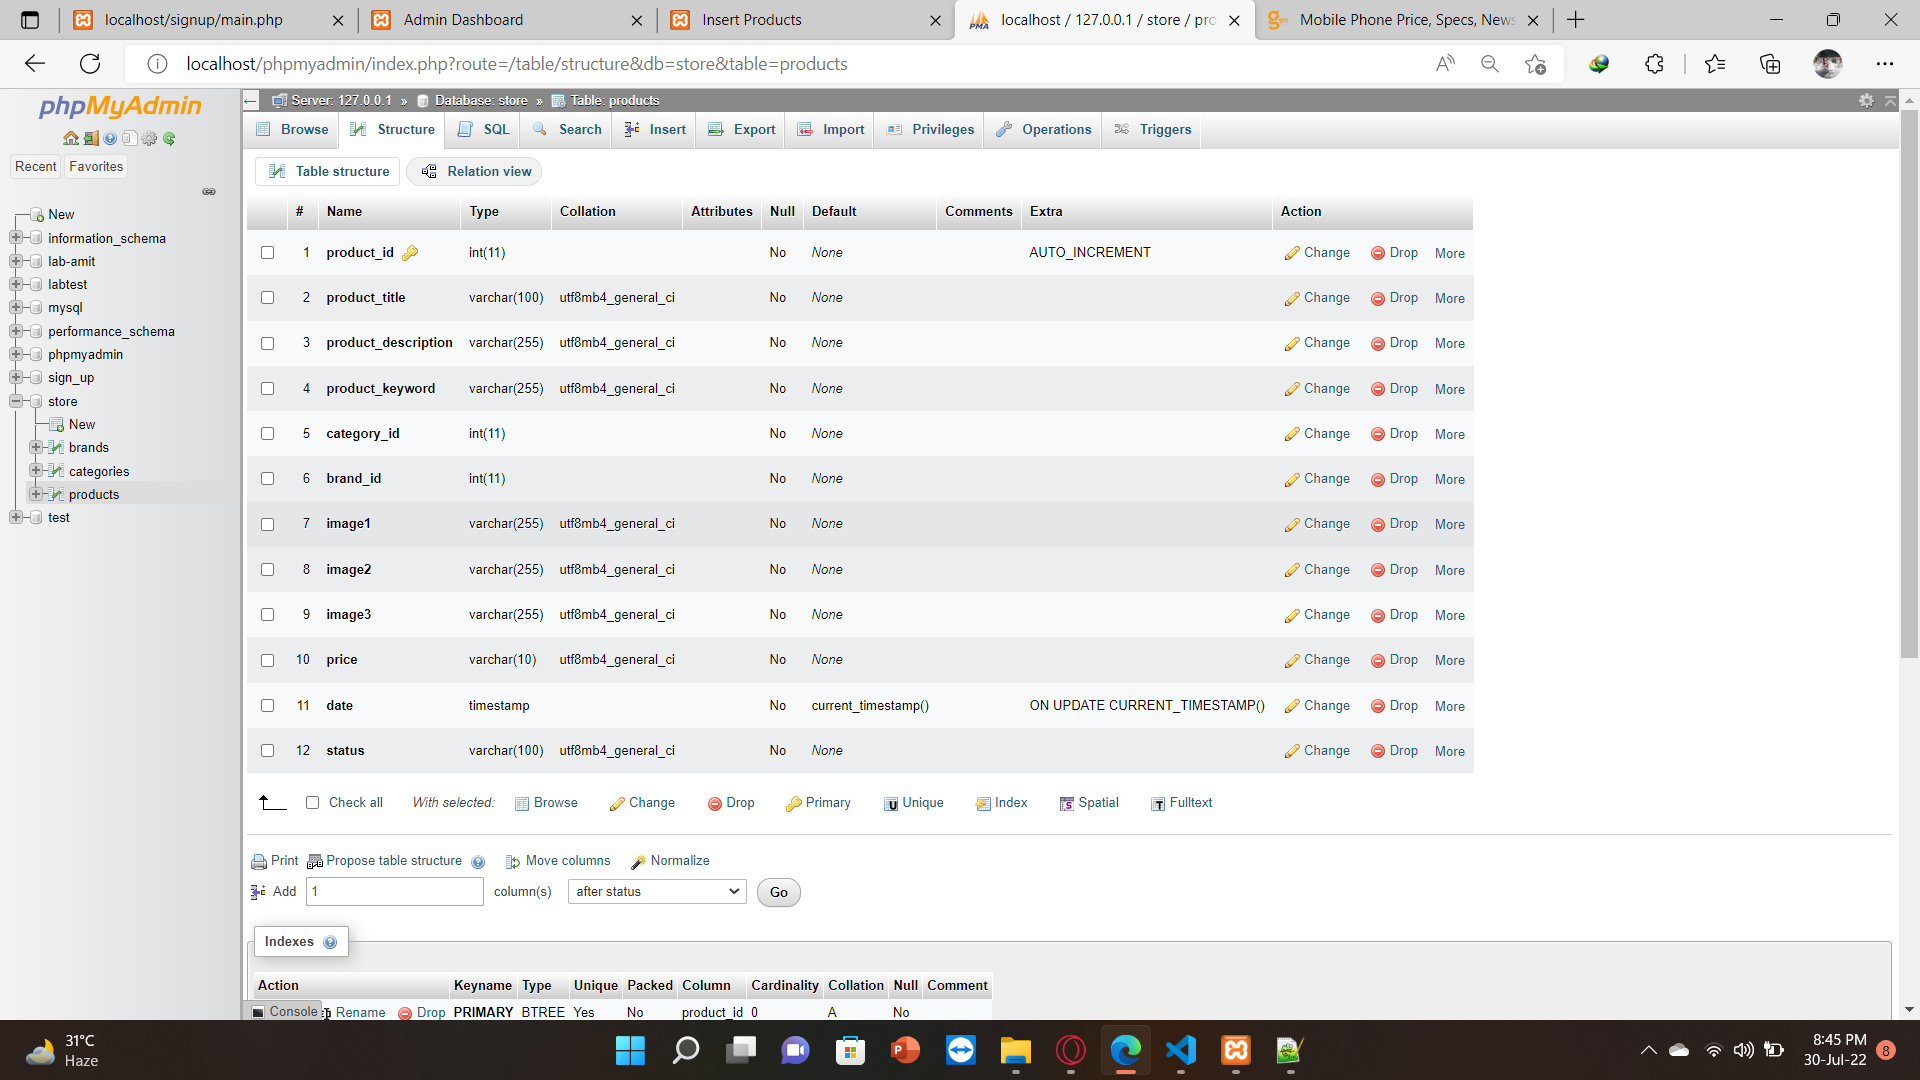 localhost/signup/main.php
Admin Dashboard
Insert Products
localhost / 127.0.0.1 / store / pro
Mobile Phone Price, Specs, News
localhost/phpmyadmin/index.php?route=/table/structure&db=store&table=products
phpMyAdmin
Recent Favorites
New
information_schema
lab-amit
labtest
mysql
performance_schema
phpmyadmin
sign_up
store
New
brands
categories
products
test
Server: 127.0.0.1 » Database: store » Table: products
Browse Structure SQL Search Insert Export Import Privileges Operations Triggers
Table structure Relation view
# Name Type Collation Attributes Null Default Comments Extra Action
1 product_id int(11) No None AUTO_INCREMENT Change Drop More
2 product_title varchar(100) utf8mb4_general_ci No None Change Drop More
3 product_description varchar(255) utf8mb4_general_ci No None Change Drop More
4 product_keyword varchar(255) utf8mb4_general_ci No None Change Drop More
5 category_id int(11) No None Change Drop More
6 brand_id int(11) No None Change Drop More
7 image1 varchar(255) utf8mb4_general_ci No None Change Drop More
8 image2 varchar(255) utf8mb4_general_ci No None Change Drop More
9 image3 varchar(255) utf8mb4_general_ci No None Change Drop More
10 price varchar(10) utf8mb4_general_ci No None Change Drop More
11 date timestamp No current_timestamp() ON UPDATE CURRENT_TIMESTAMP() Change Drop More
12 status varchar(100) utf8mb4_general_ci No None Change Drop More
Check all With selected: Browse Change Drop Primary Unique Index Spatial Fulltext
Print Propose table structure Move columns Normalize
Add 1 column(s) after status Go
Indexes
Action Keyname Type Unique Packed Column Cardinality Collation Null Comment
Console Rename Drop PRIMARY BTREE Yes No product_id 0 A No
31°C
Haze
8:45 PM
30-Jul-22
8